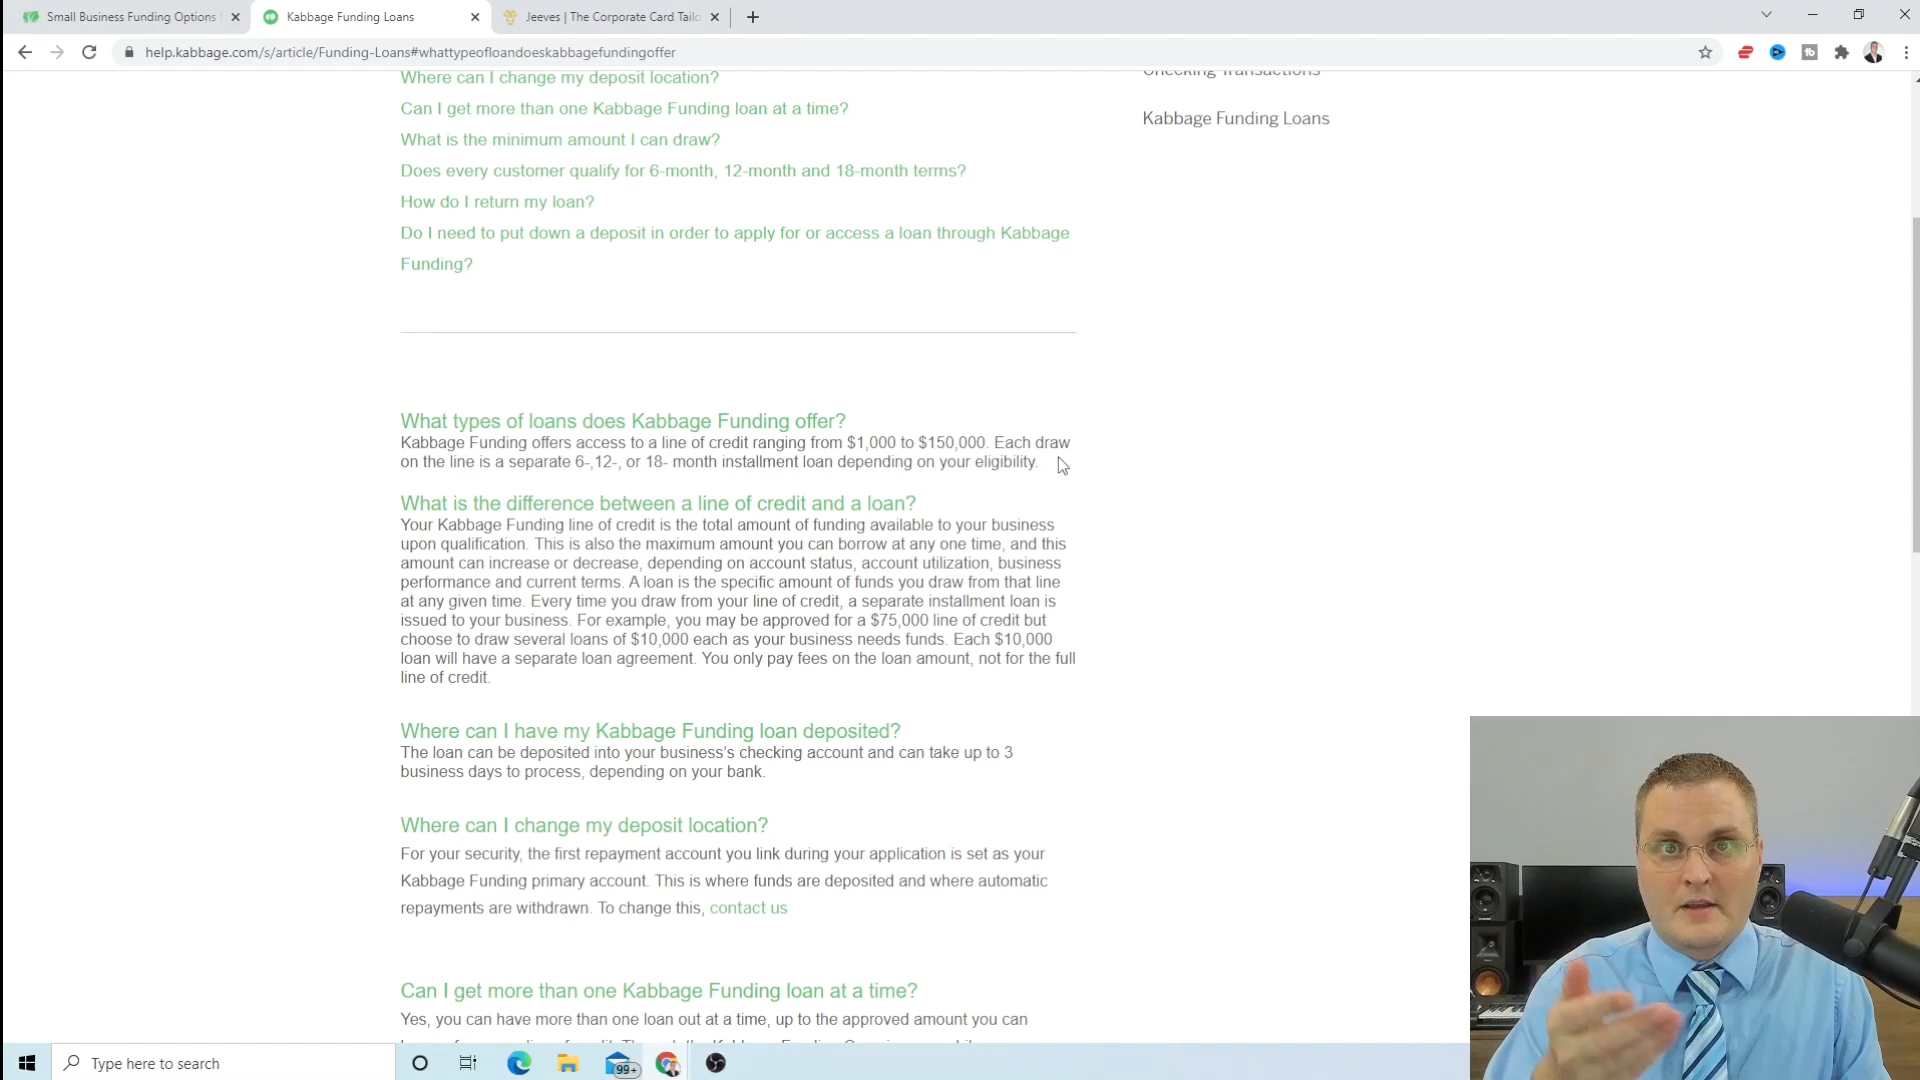 Small Business Funding Options
Kabbage Funding Loans
Jeeves | The Corporate Card Tailo
help.kabbage.com/s/article/Funding-Loans#whattypeofloandoeskabbagefundingoffer
Where can I change my deposit location?
Checking Transactions
Can I get more than one Kabbage Funding loan at a time?
Kabbage Funding Loans
What is the minimum amount I can draw?
Does every customer qualify for 6-month, 12-month and 18-month terms?
How do I return my loan?
Do I need to put down a deposit in order to apply for or access a loan through Kabbage
Funding?
What types of loans does Kabbage Funding offer?
Kabbage Funding offers access to a line of credit ranging from $1,000 to $150,000. Each draw
on the line is a separate 6-,12-, or 18- month installment loan depending on your eligibility.
What is the difference between a line of credit and a loan?
Your Kabbage Funding line of credit is the total amount of funding available to your business
upon qualification. This is also the maximum amount you can borrow at any one time, and this
amount can increase or decrease, depending on account status, account utilization, business
performance and current terms. A loan is the specific amount of funds you draw from that line
at any given time. Every time you draw from your line of credit, a separate installment loan is
issued to your business. For example, you may be approved for a $75,000 line of credit but
choose to draw several loans of $10,000 each as your business needs funds. Each $10,000
loan will have a separate loan agreement. You only pay fees on the loan amount, not for the full
line of credit.
Where can I have my Kabbage Funding loan deposited?
The loan can be deposited into your business's checking account and can take up to 3
business days to process, depending on your bank.
Where can I change my deposit location?
For your security, the first repayment account you link during your application is set as your
Kabbage Funding primary account. This is where funds are deposited and where automatic
repayments are withdrawn. To change this, contact us
Can I get more than one Kabbage Funding loan at a time?
Yes, you can have more than one loan out at a time, up to the approved amount you can
Type here to search
99+